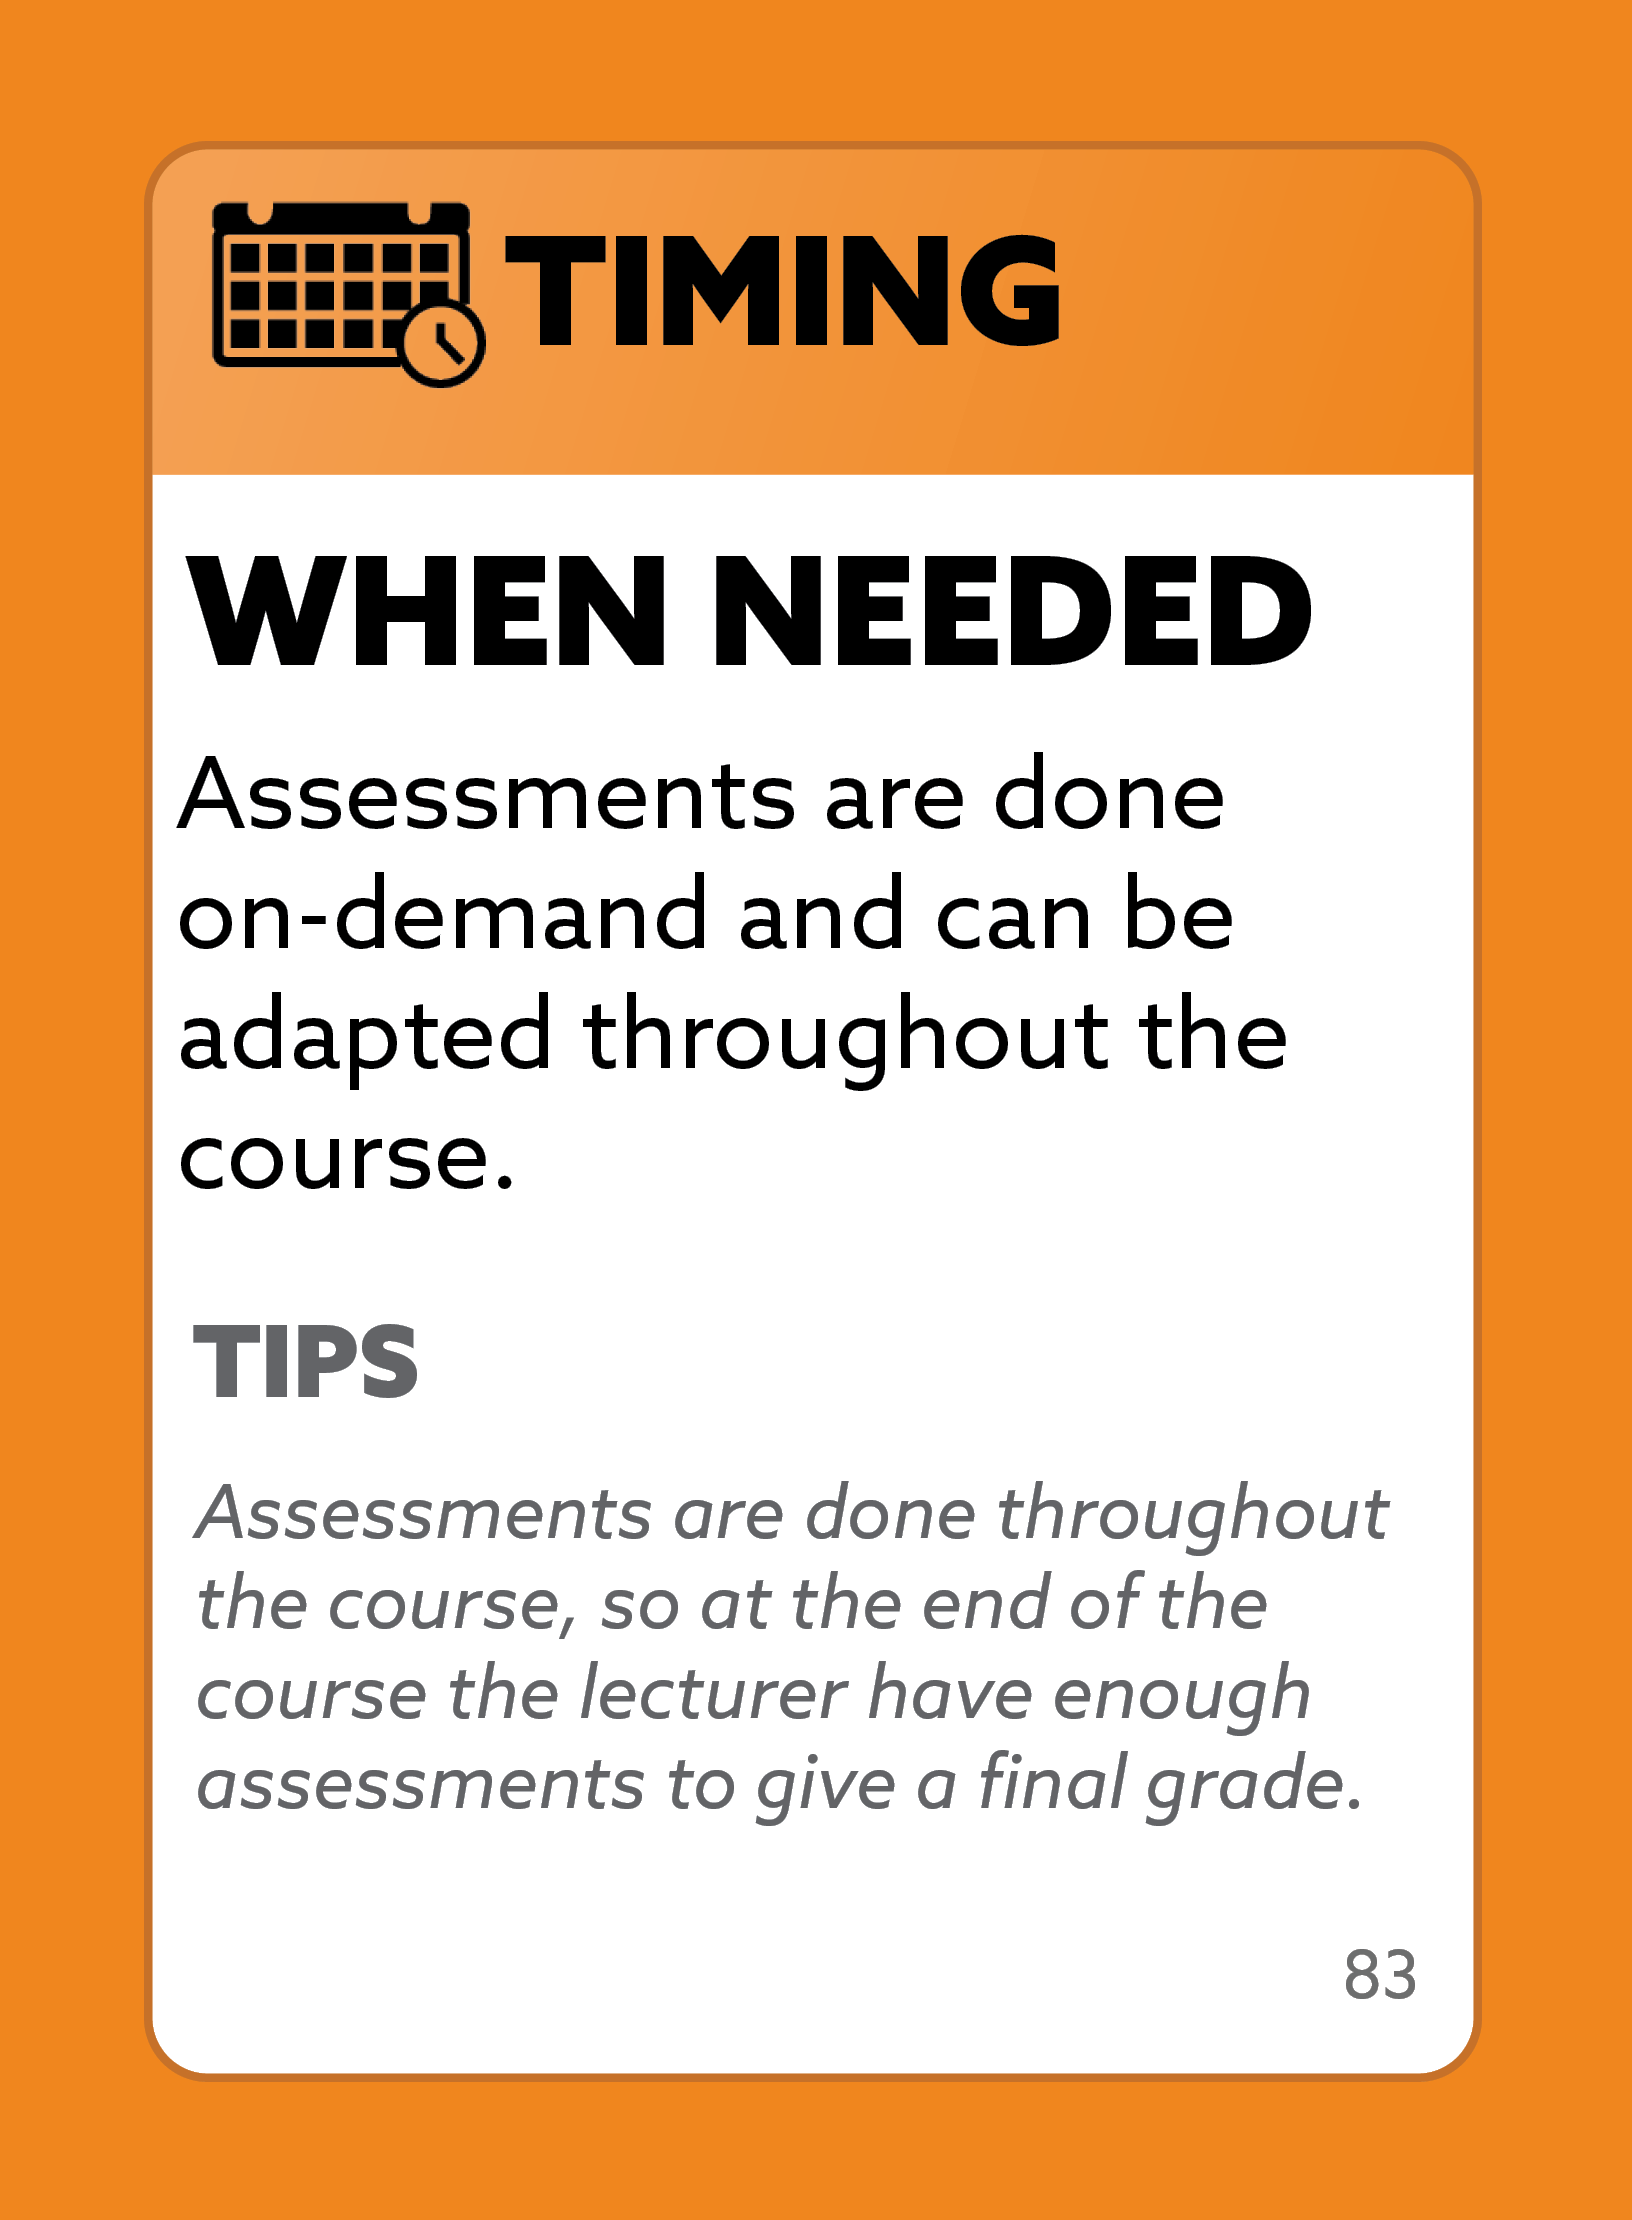 TIMING
WHEN NEEDED
Assessments are done
on-demand and can be
adapted throughout the
course.
TIPS
Assessments are done throughout
the course, so at the end of the
course the lecturer have enough
assessments to give a final grade.
83